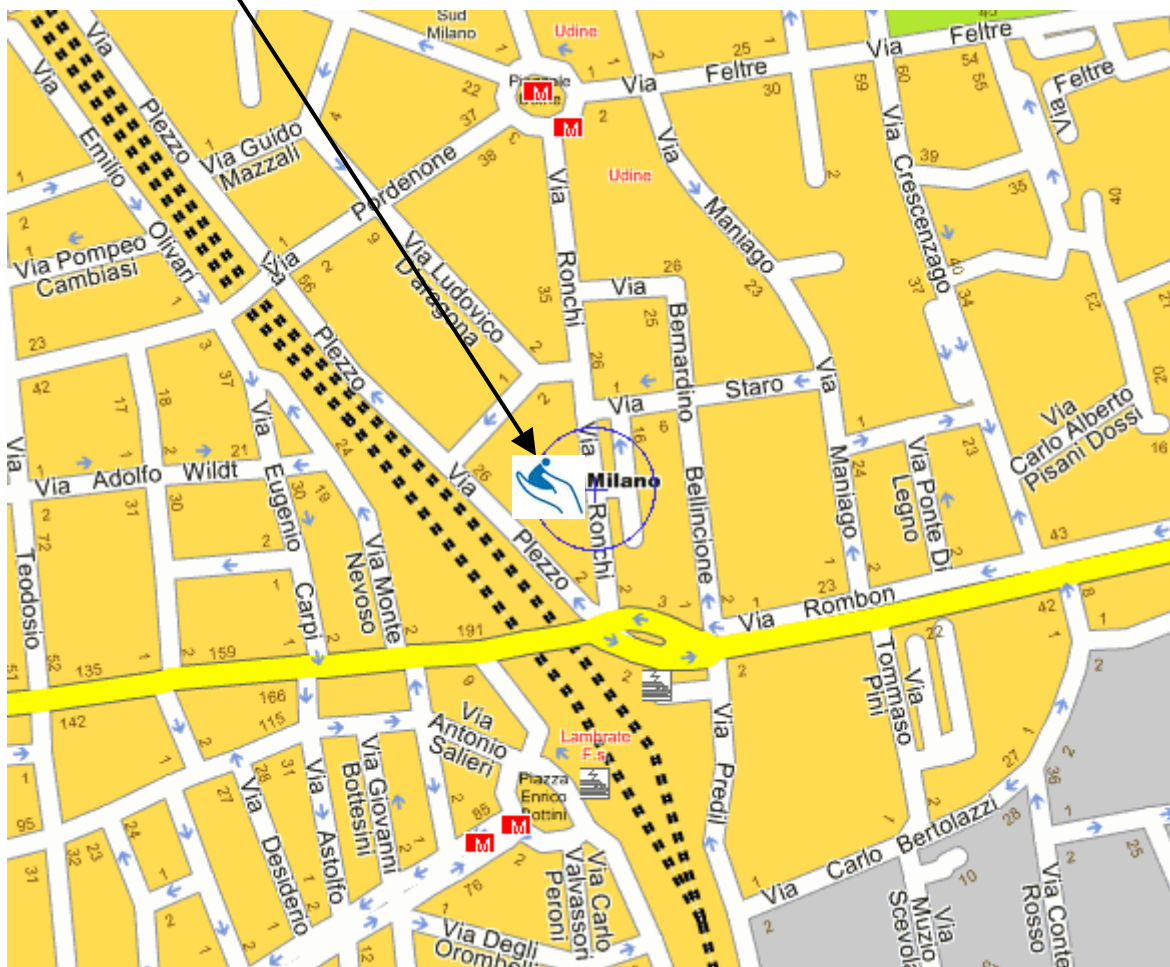 Sud
Milano
Udine
Piazzale
Udine
Via
Feltre
Via
Feltre
Via
Feltre
Via
Plezzo
Via
Emilio
Olivari
Via Guido
Mazzali
Via
Pordenone
Via Pompeo
Cambiasi
Via Ludovico
D'aragona
Via
Ronchi
Udine
Via
Maniago
Via
Crescenzago
Via
Bernardino
Bellincione
Plezzo
Via
Staro
Via
Maniago
Via
Carlo Alberto
Pisani Dossi
Via Ponte Di
Legno
Via
Adolfo
Wildt
Via
Eugenio
Carpi
Via Monte
Nevoso
Via
Teodosio
Via
Plezzo
Via
Ronchi
Milano
Via
Rombon
Via
Tommaso
Pini
Via
Antonio
Salieri
Lambrate
F.s
Piazza
Enrico
Bottini
Via
Predil
Via Giovanni
Bottesini
Via
Astolfo
Via
Desiderio
Via Carlo
Valvassori
Peroni
Via Degli
Orombelli
Via
Carlo
Bertolazzi
Via
Muzio
Scevola
Via Conte
Rosso